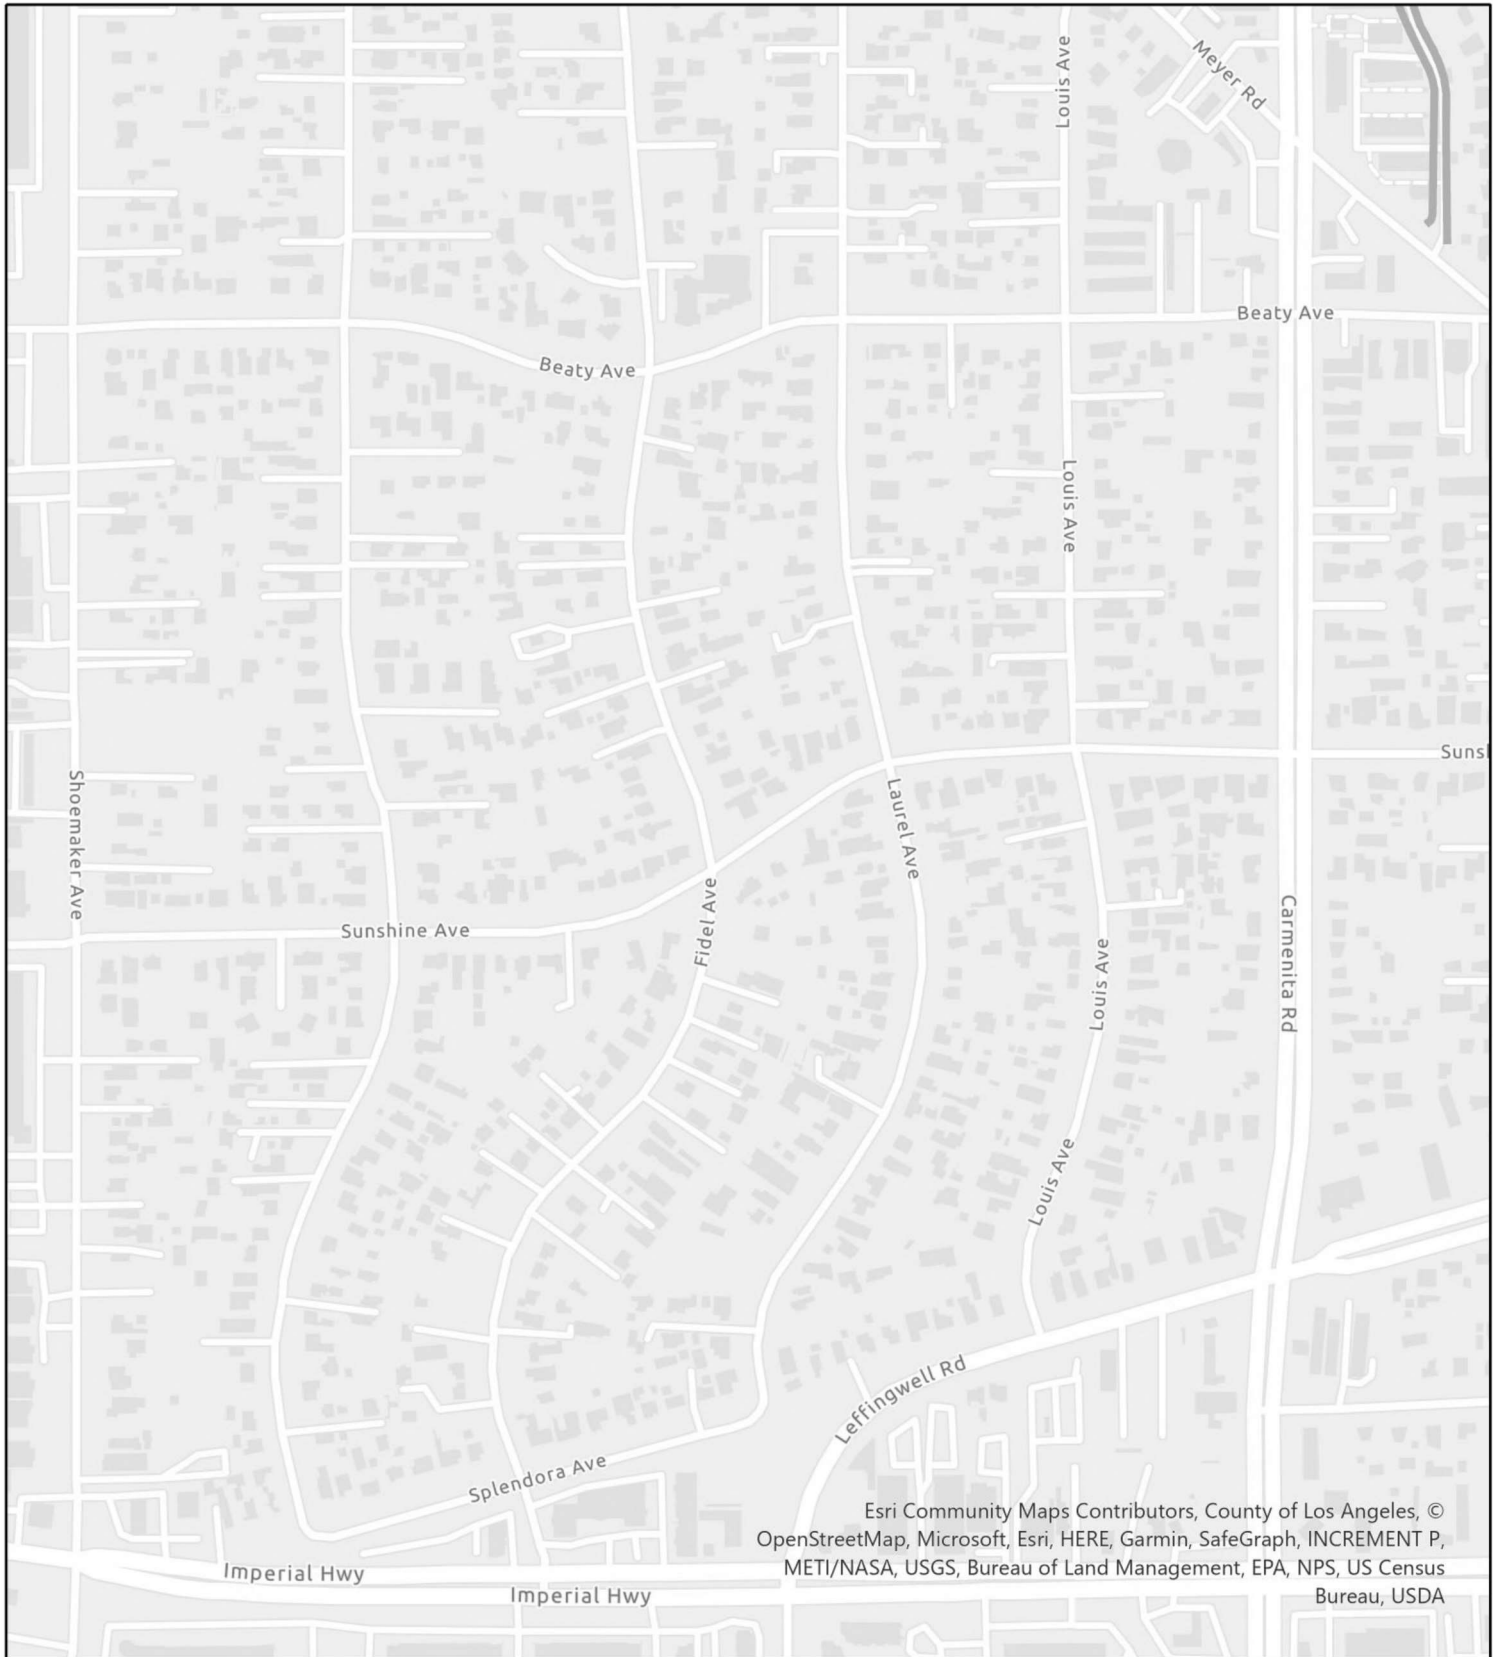 Louis Ave
Meyer Rd
Beaty Ave
Beaty Ave
Louis Ave
Sunsh
Shoemaker Ave
Laurel Ave
Fidel Ave
Carmenita Rd
Sunshine Ave
Louis Ave
Louis Ave
Leffingwell Rd
Splendora Ave
Esri Community Maps Contributors, County of Los Angeles, ©
OpenStreetMap, Microsoft, Esri, HERE, Garmin, SafeGraph, INCREMENT P,
METI/NASA, USGS, Bureau of Land Management, EPA, NPS, US Census
Bureau, USDA
Imperial Hwy
Imperial Hwy